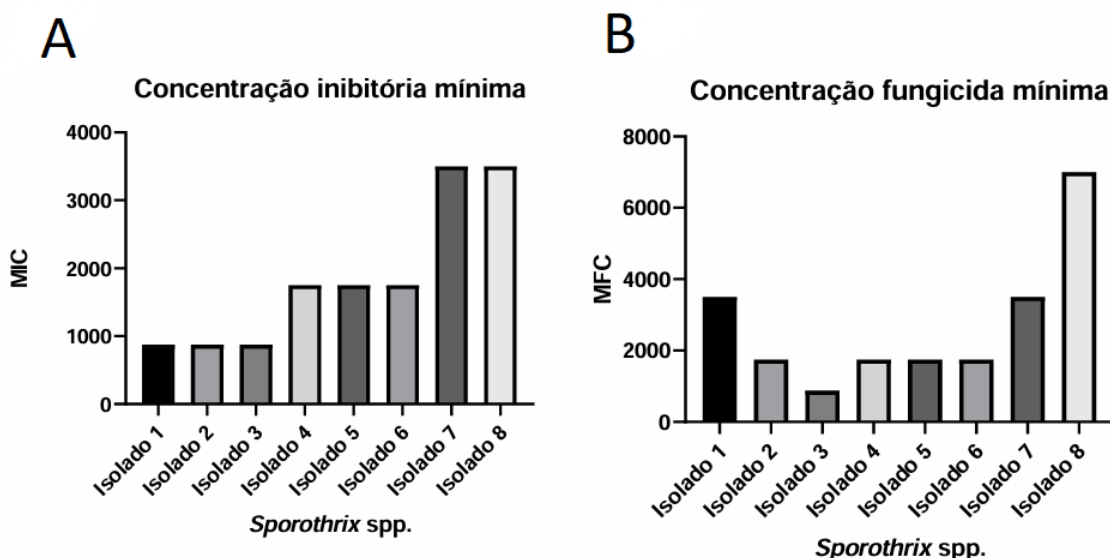 A
Concentração inibitória mínima
4000
3000
2000
1000
0
MIC
Isolado 1
Isolado 2
Isolado 3
Isolado 4
Isolado 5
Isolado 6
Isolado 7
Isolado 8
Sporothrix spp.
B
Concentração fungicida mínima
8000
6000
4000
2000
0
MFC
Isolado 1
Isolado 2
Isolado 3
Isolado 4
Isolado 5
Isolado 6
Isolado 7
Isolado 8
Sporothrix spp.